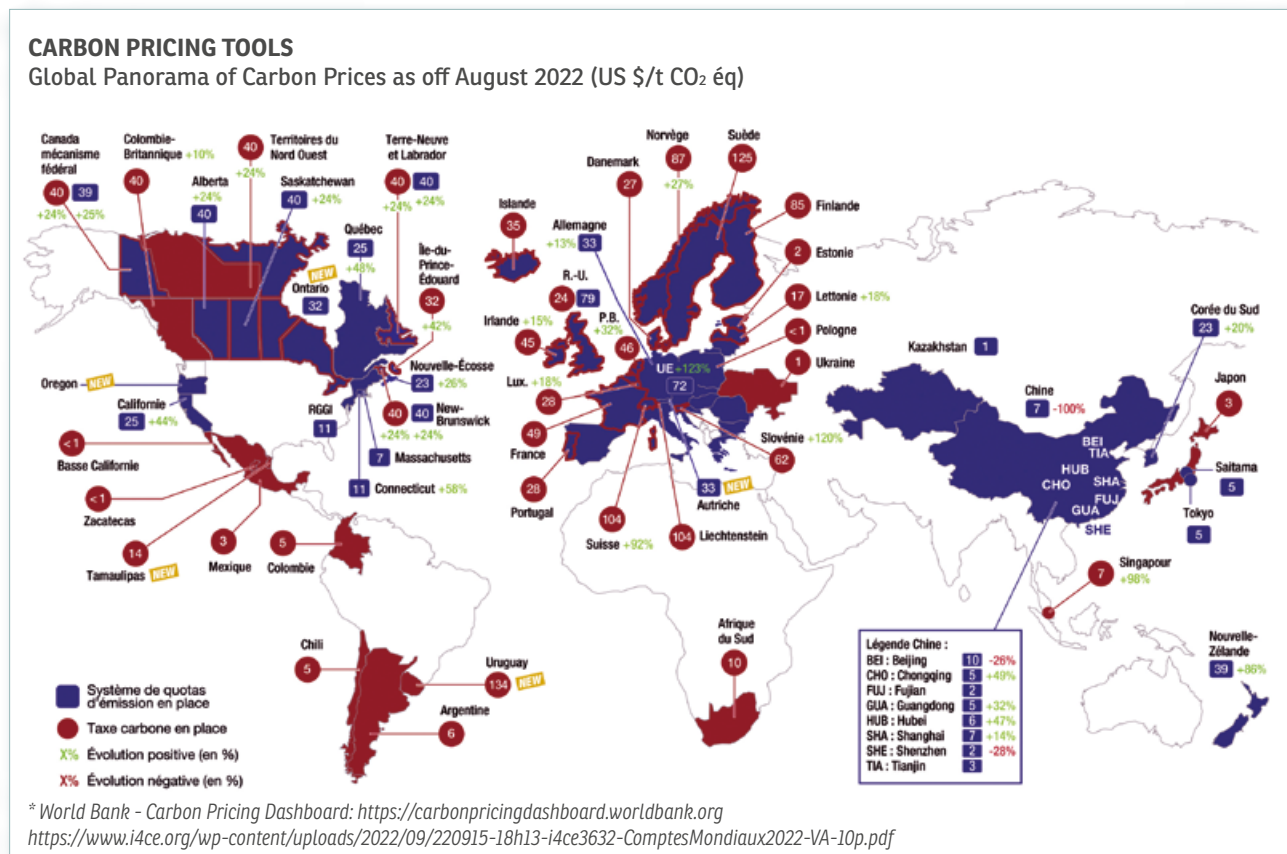 CARBON PRICING TOOLS
Global Panorama of Carbon Prices as off August 2022 (US $/t CO₂ éq)
Canada
mécanisme
fédéral
40 39
+24% +25%
Colombie-
Britannique +10%
40
Alberta
+24%
40
Territoires du
Nord Ouest
40
+24%
Saskatchewan
40 +24%
Terre-Neuve
et Labrador
40 40
+24% +24%
Québec
25
+48%
NEW
Ontario
32
Île-du-
Prince-
Édouard
32
+42%
Nouvelle-Écosse
23 +26%
40 40 New-
Brunswick
+24% +24%
Oregon NEW
Californie
25 +44%
RGGI
11
7 Massachusetts
11 Connecticut +58%
<1
Basse Californie
<1
Zacatecas
14
Tamaulipas NEW
3
Mexique
5
Colombie
Chili
5
Uruguay
134 NEW
Argentine
6
Islande
35
Norvège
87
+27%
Suède
125
Danemark
27
Allemagne
+13% 33
85 Finlande
2 Estonie
17 Lettonie +18%
<1 Pologne
1 Ukraine
R.-U.
24 79
P.B.
+32%
46
Irlande +15%
45
Lux. +18%
28
49
France
28
Portugal
UE +123%
72
Slovénie +120%
62
33 NEW
Autriche
104
Suisse +92%
104 Liechtenstein
Afrique
du Sud
10
Kazakhstan 1
Chine
7 -100%
Corée du Sud
23 +20%
Japon
3
Saitama
5
Tokyo
5
BEI
TIA
HUB
CHO
SHA
FUJ
GUA
SHE
Singapour
7 +98%
Nouvelle-
Zélande
39 +86%
Légende Chine :
BEI : Beijing 10 -26%
CHO : Chongqing 5 +49%
FUJ : Fujian 2
GUA : Guangdong 5 +32%
HUB : Hubei 6 +47%
SHA : Shanghai 7 +14%
SHE : Shenzhen 2 -28%
TIA : Tianjin 3
Système de quotas
d'émission en place
Taxe carbone en place
X% Évolution positive (en %)
X% Évolution négative (en %)
* World Bank - Carbon Pricing Dashboard: https://carbonpricingdashboard.worldbank.org
https://www.i4ce.org/wp-content/uploads/2022/09/220915-18h13-i4ce3632-ComptesMondiaux2022-VA-10p.pdf